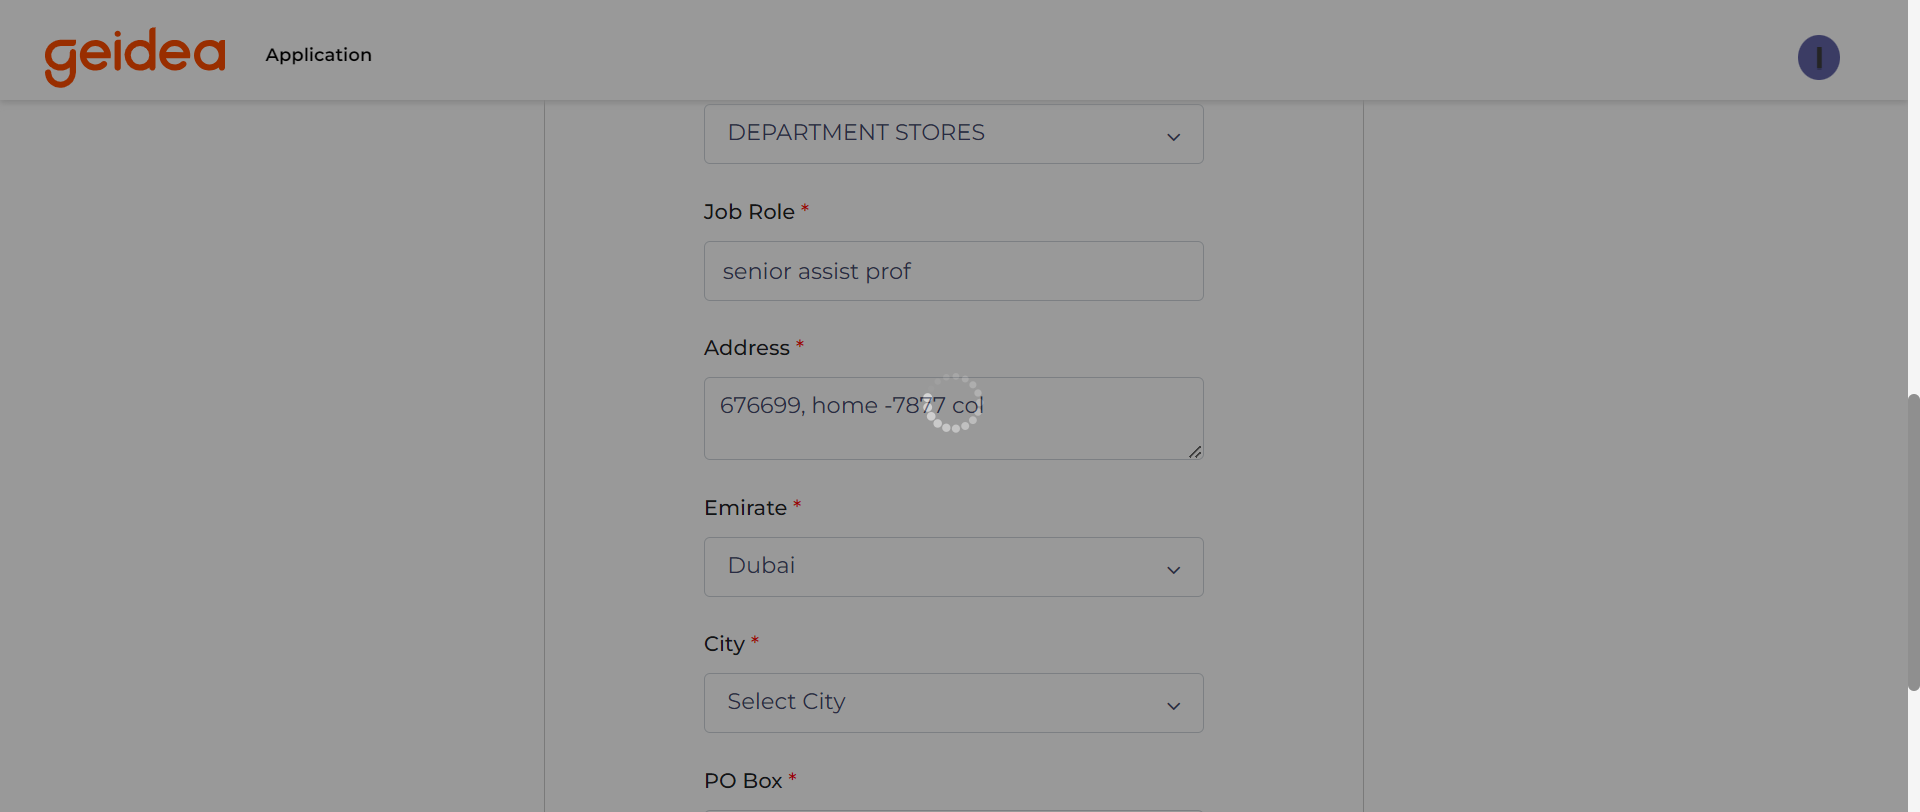 geidea
Application
I
DEPARTMENT STORES
Job Role *
senior assist prof
Address *
676699, home -7877 col
Emirate *
Dubai
City *
Select City
PO Box *